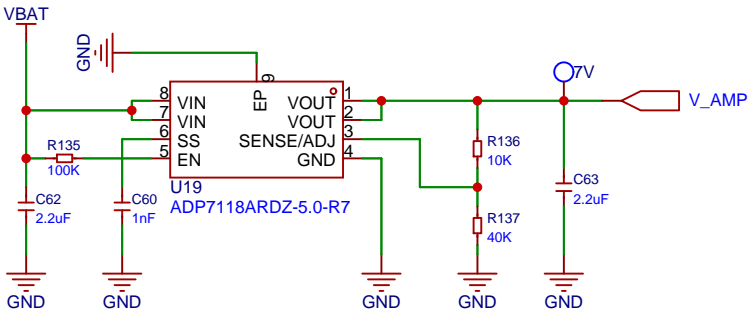 VBAT
GND
9
EP
8 VIN VOUT 1
7 VIN VOUT 2
6 SS SENSE/ADJ 3
5 EN GND 4
U19
ADP7118ARDZ-5.0-R7
R135
100K
C62
2.2uF
C60
1nF
R136
10K
R137
40K
7V
V_AMP
C63
2.2uF
GND
GND
GND
GND
GND